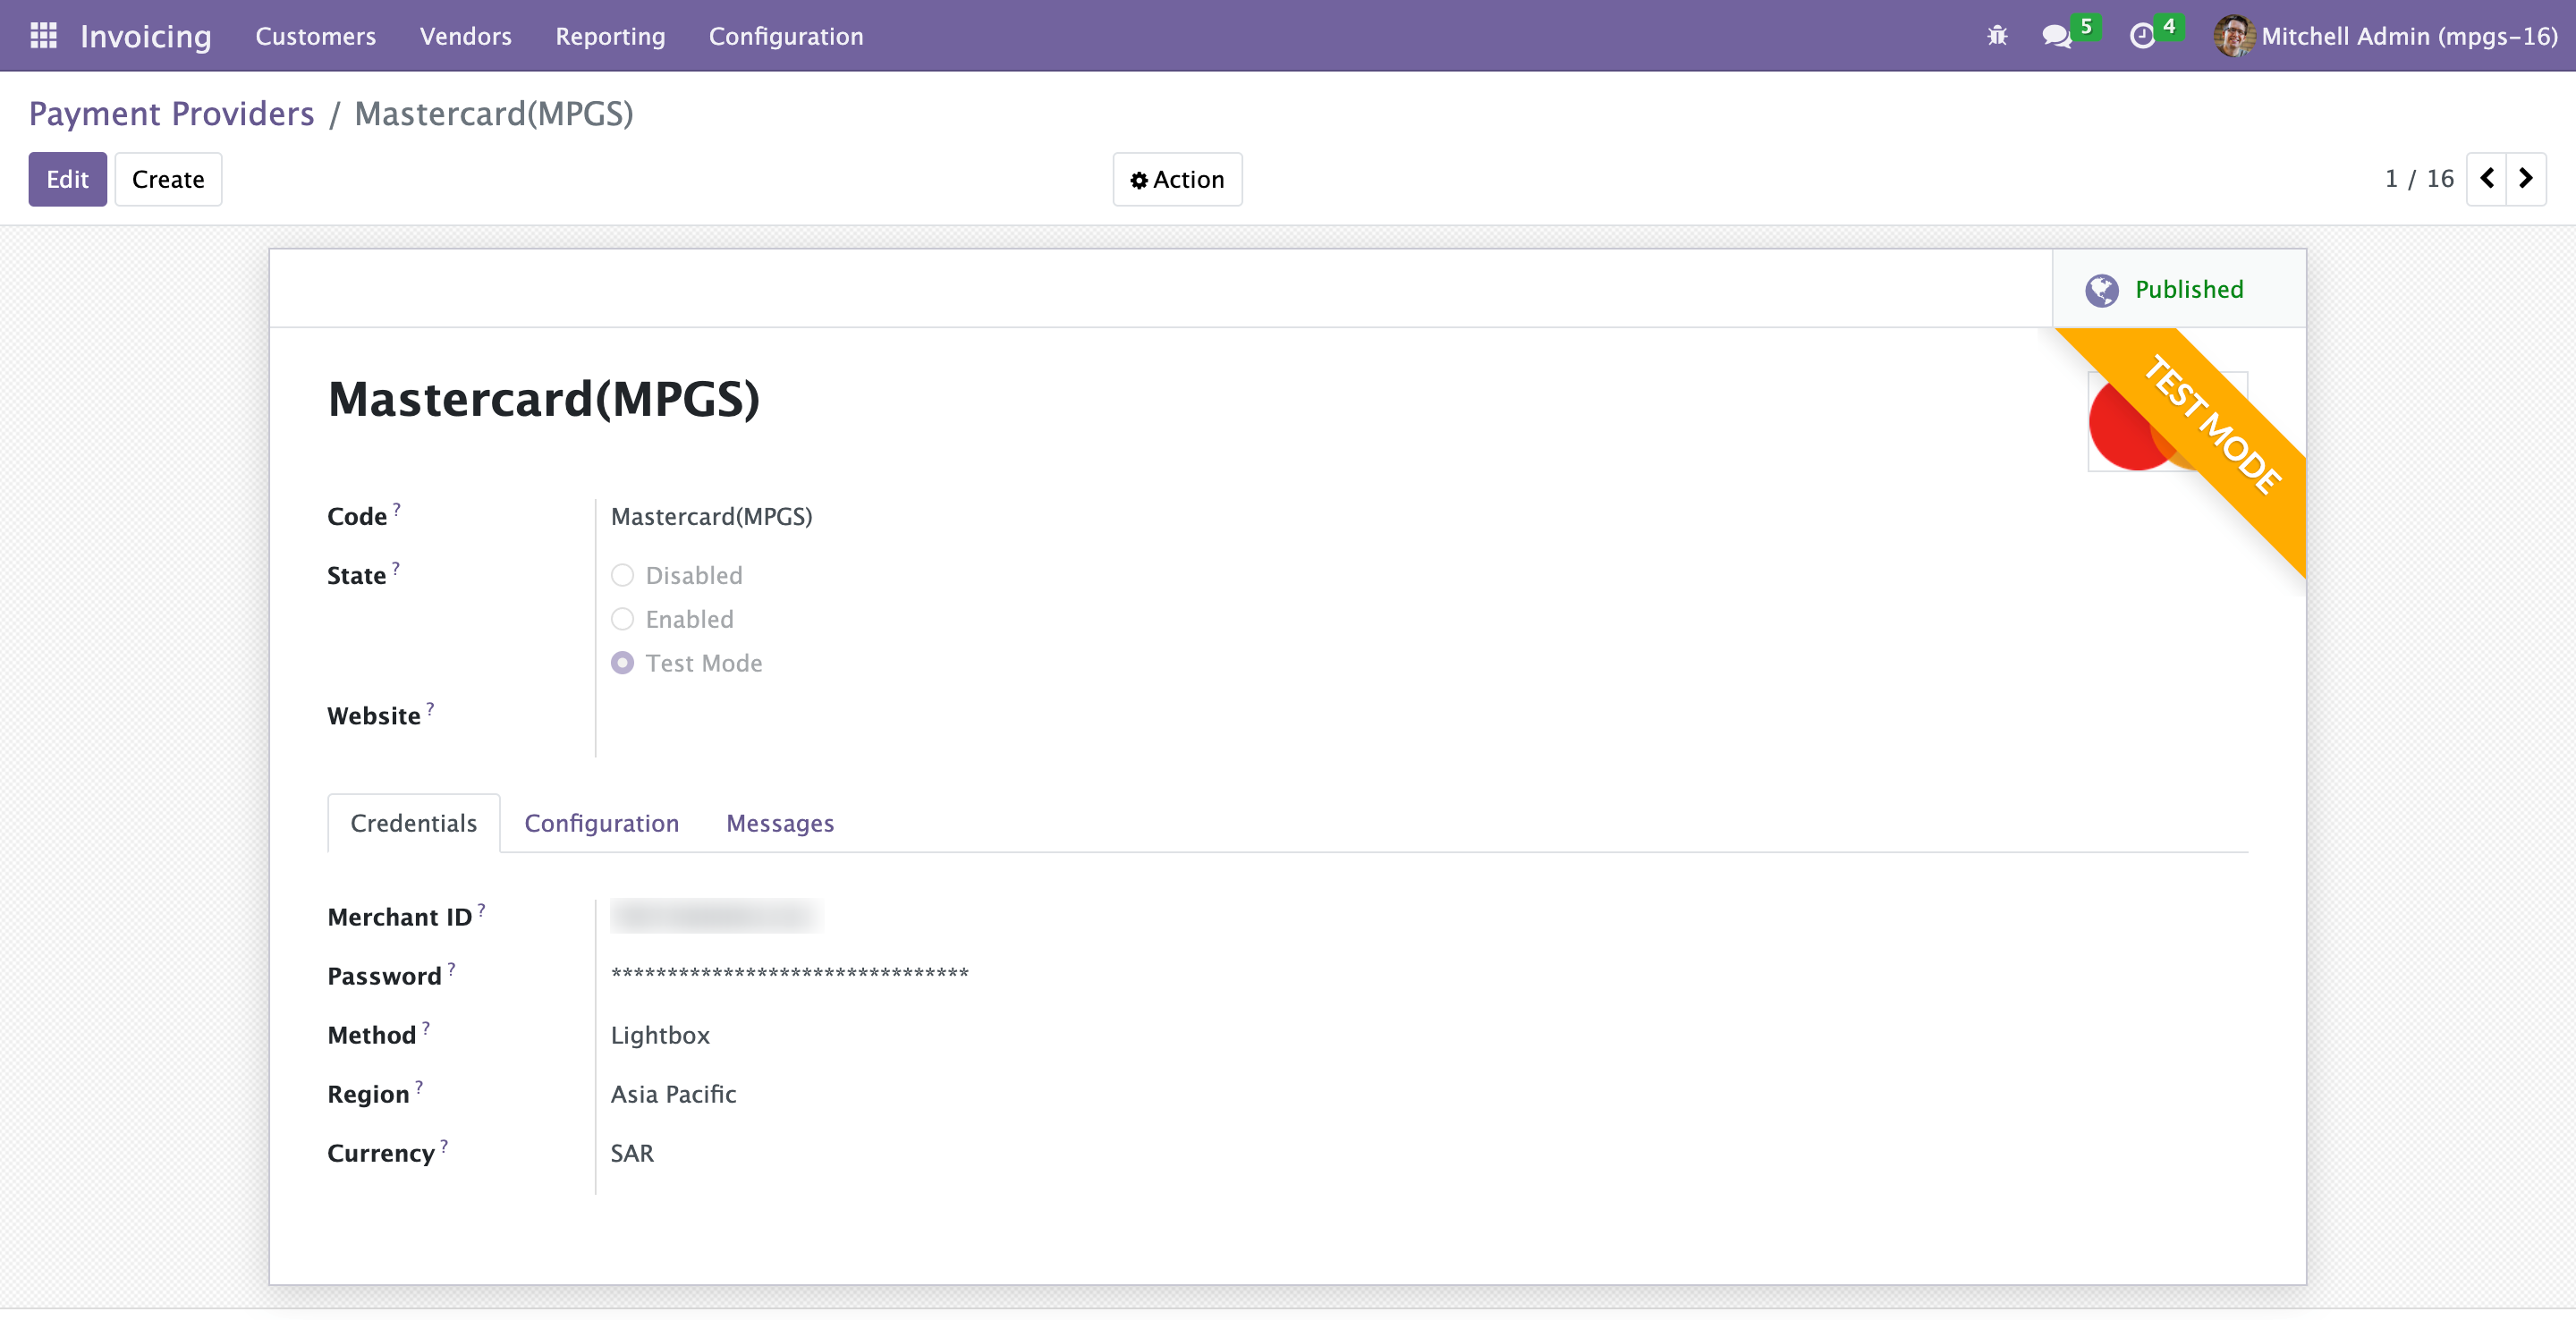 Invoicing Customers Vendors Reporting Configuration 5 4 Mitchell Admin (mpgs-16)
Payment Providers / Mastercard(MPGS)
Edit Create Action 1 / 16
Published
TEST MODE
Mastercard(MPGS)
Code ? Mastercard(MPGS)
State ? Disabled
Enabled
Test Mode
Website ?
Credentials Configuration Messages
Merchant ID ?
Password ? ********************************
Method ? Lightbox
Region ? Asia Pacific
Currency ? SAR